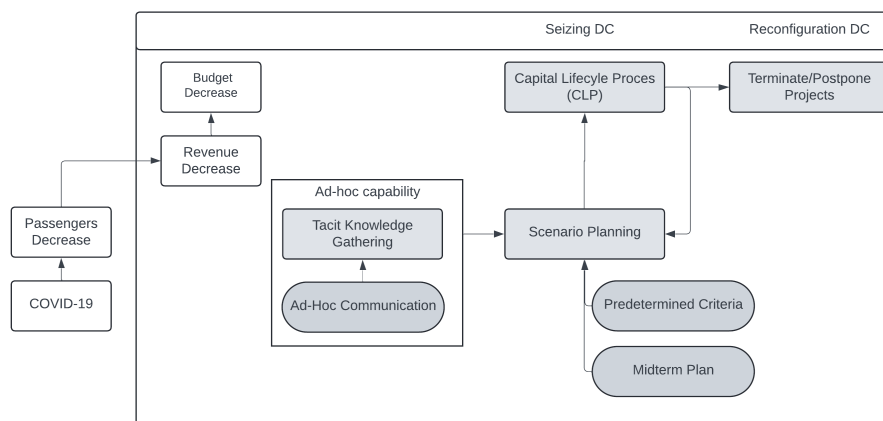 Seizing DC
Reconfiguration DC
Budget
Decrease
Capital Lifecyle Proces
(CLP)
Terminate/Postpone
Projects
Revenue
Decrease
Ad-hoc capability
Passengers
Decrease
Tacit Knowledge
Gathering
Scenario Planning
COVID-19
Ad-Hoc Communication
Predetermined Criteria
Midterm Plan